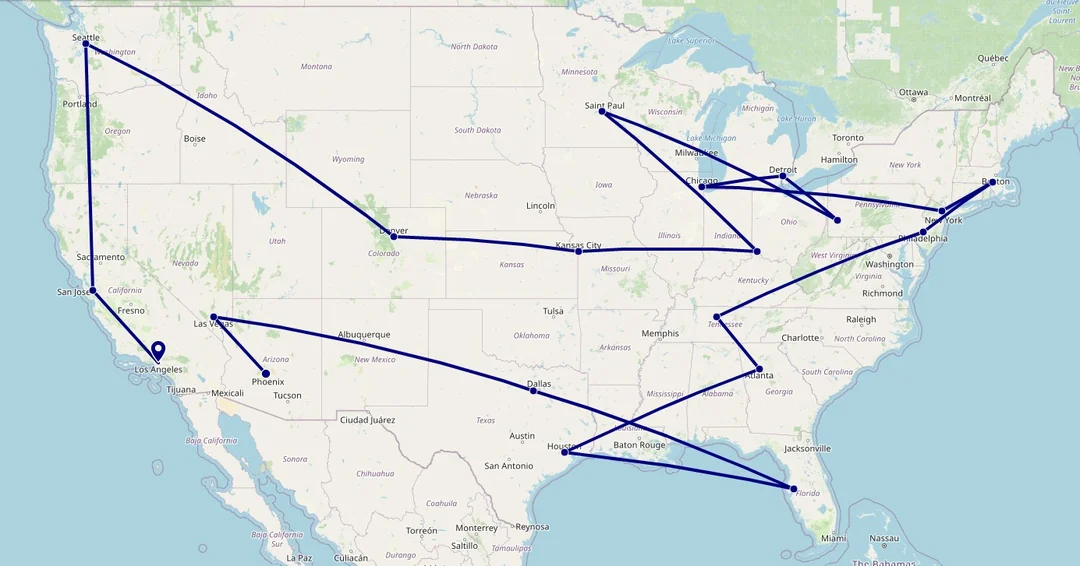 Seattle
Washington
Portland
Oregon
Idaho
Boise
Montana
North Dakota
South Dakota
Wyoming
Nebraska
Lincoln
Minnesota
Saint Paul
Wisconsin
Lake Superior
Lake Michigan
Michigan
Lake Huron
Milwaukee
Chicago
Detroit
Toronto
Hamilton
Ottawa
Montréal
Québec
Golfe du
Saint-
Laurent
New York
Boston
New York
Pennsylvania
Philadelphia
Ohio
Iowa
Illinois
Indiana
West Virginia
Washington
Virginia
Richmond
Kentucky
Denver
Colorado
Utah
Nevada
Sacramento
San Jose
California
Fresno
Las Vegas
Los Angeles
Tijuana
Mexicali
Arizona
Phoenix
Tucson
Albuquerque
New Mexico
Kansas City
Kansas
Missouri
Tulsa
Oklahoma
Arkansas
Memphis
Tennessee
Raleigh
Charlotte
North Carolina
South Carolina
Atlanta
Georgia
Alabama
Mississippi
Louisiana
Baton Rouge
Jacksonville
Florida
Miami
Nassau
The Bahamas
Dallas
Texas
Austin
Houston
San Antonio
Ciudad Juárez
Baja California
Sonora
Chihuahua
Coahuila
Baja California
Sur
La Paz
Culiacán
Durango
Torreón
Monterrey
Saltillo
Reynosa
Tamaulipas